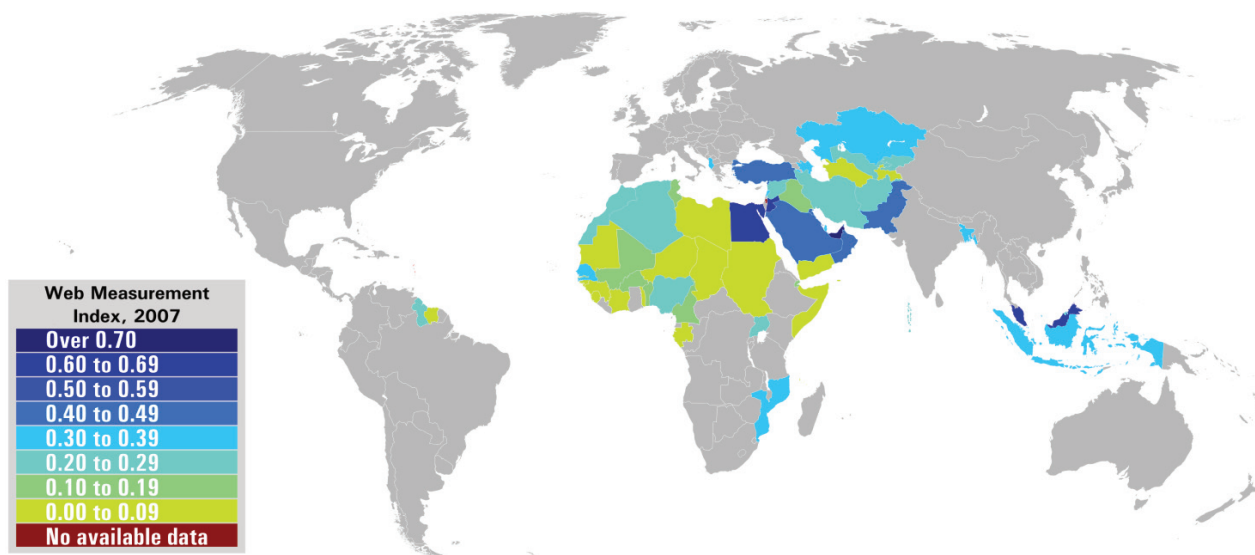 Web Measurement
Index, 2007
Over 0.70
0.60 to 0.69
0.50 to 0.59
0.40 to 0.49
0.30 to 0.39
0.20 to 0.29
0.10 to 0.19
0.00 to 0.09
No available data